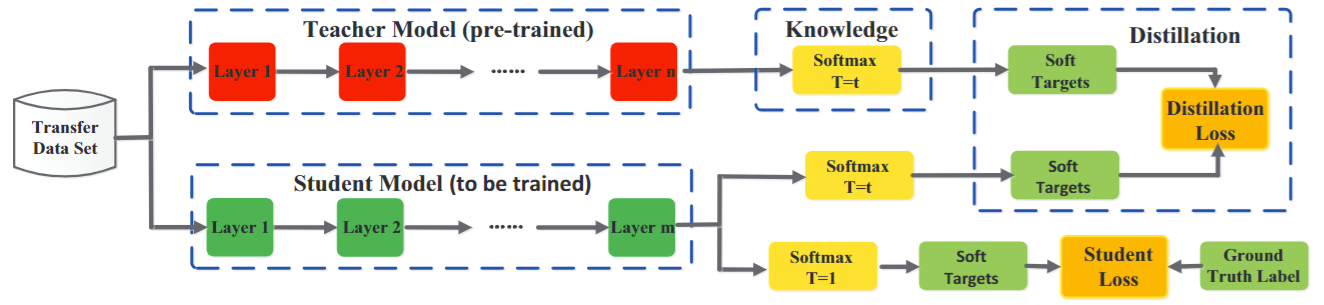 Teacher Model (pre-trained)
Layer 1
Layer 2
......
Layer n
Knowledge
Softmax
T=t
Distillation
Soft
Targets
Distillation
Loss
Transfer
Data Set
Student Model (to be trained)
Layer 1
Layer 2
......
Layer m
Softmax
T=t
Soft
Targets
Softmax
T=1
Soft
Targets
Student
Loss
Ground
Truth Label